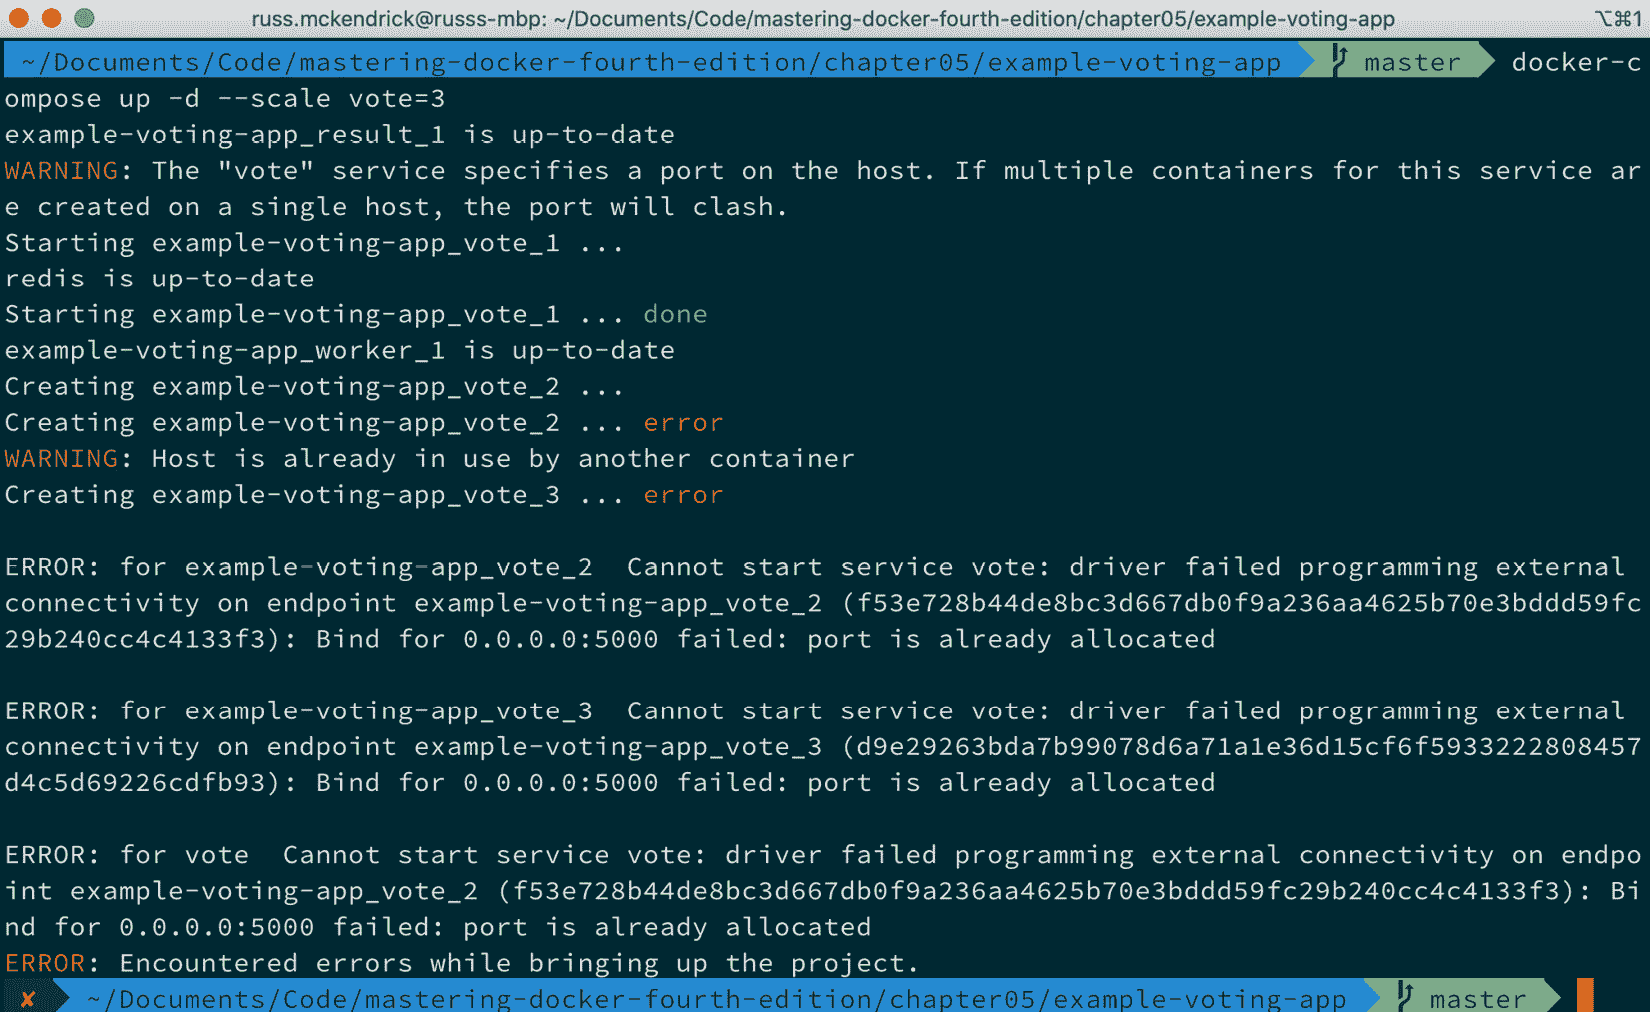 russ.mckendrick@russs-mbp: ~/Documents/Code/mastering-docker-fourth-edition/chapter05/example-voting-app ⌥⌘1
~/Documents/Code/mastering-docker-fourth-edition/chapter05/example-voting-app master docker-c
ompose up -d --scale vote=3
example-voting-app_result_1 is up-to-date
WARNING: The "vote" service specifies a port on the host. If multiple containers for this service ar
e created on a single host, the port will clash.
Starting example-voting-app_vote_1 ...
redis is up-to-date
Starting example-voting-app_vote_1 ... done
example-voting-app_worker_1 is up-to-date
Creating example-voting-app_vote_2 ...
Creating example-voting-app_vote_2 ... error
WARNING: Host is already in use by another container
Creating example-voting-app_vote_3 ... error
ERROR: for example-voting-app_vote_2  Cannot start service vote: driver failed programming external
connectivity on endpoint example-voting-app_vote_2 (f53e728b44de8bc3d667db0f9a236aa4625b70e3bddd59fc
29b240cc4c4133f3): Bind for 0.0.0.0:5000 failed: port is already allocated
ERROR: for example-voting-app_vote_3  Cannot start service vote: driver failed programming external
connectivity on endpoint example-voting-app_vote_3 (d9e29263bda7b99078d6a71a1e36d15cf6f5933222808457
d4c5d69226cdfb93): Bind for 0.0.0.0:5000 failed: port is already allocated
ERROR: for vote  Cannot start service vote: driver failed programming external connectivity on endpo
int example-voting-app_vote_2 (f53e728b44de8bc3d667db0f9a236aa4625b70e3bddd59fc29b240cc4c4133f3): Bi
nd for 0.0.0.0:5000 failed: port is already allocated
ERROR: Encountered errors while bringing up the project.
✘ ~/Documents/Code/mastering-docker-fourth-edition/chapter05/example-voting-app master